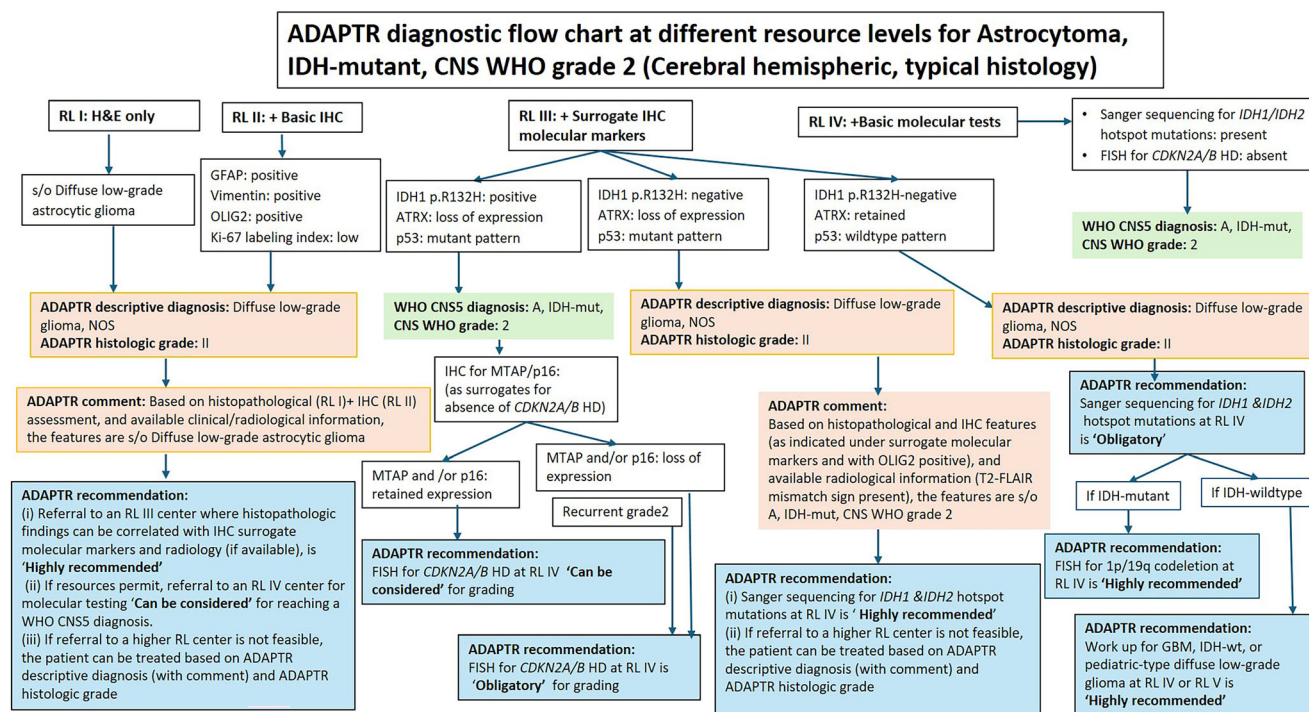 ADAPTR diagnostic flow chart at different resource levels for Astrocytoma,
IDH-mutant, CNS WHO grade 2 (Cerebral hemispheric, typical histology)
RL I: H&E only
s/o Diffuse low-grade
astrocytic glioma
RL II: + Basic IHC
GFAP: positive
Vimentin: positive
OLIG2: positive
Ki-67 labeling index: low
ADAPTR descriptive diagnosis: Diffuse low-grade
glioma, NOS
ADAPTR histologic grade: II
ADAPTR comment: Based on histopathological (RL I)+ IHC (RL II)
assessment, and available clinical/radiological information,
the features are s/o Diffuse low-grade astrocytic glioma
ADAPTR recommendation:
(i) Referral to an RL III center where histopathologic
findings can be correlated with IHC surrogate
molecular markers and radiology (if available), is
‘Highly recommended’
(ii) If resources permit, referral to an RL IV center for
molecular testing ‘Can be considered’ for reaching a
WHO CNS5 diagnosis.
(iii) If referral to a higher RL center is not feasible,
the patient can be treated based on ADAPTR
descriptive diagnosis (with comment) and ADAPTR
histologic grade
RL III: + Surrogate IHC
molecular markers
IDH1 p.R132H: positive
ATRX: loss of expression
p53: mutant pattern
WHO CNS5 diagnosis: A, IDH-mut,
CNS WHO grade: 2
IHC for MTAP/p16:
(as surrogates for
absence of CDKN2A/B HD)
MTAP and /or p16:
retained expression
ADAPTR recommendation:
FISH for CDKN2A/B HD at RL IV ‘Can be
considered’ for grading
MTAP and/or p16: loss of
expression
Recurrent grade2
ADAPTR recommendation:
FISH for CDKN2A/B HD at RL IV is
‘Obligatory’ for grading
IDH1 p.R132H: negative
ATRX: loss of expression
p53: mutant pattern
ADAPTR descriptive diagnosis: Diffuse low-grade
glioma, NOS
ADAPTR histologic grade: II
ADAPTR comment:
Based on histopathological and IHC features
(as indicated under surrogate molecular
markers and with OLIG2 positive), and
available radiological information (T2-FLAIR
mismatch sign present), the features are s/o
A, IDH-mut, CNS WHO grade 2
ADAPTR recommendation:
(i) Sanger sequencing for IDH1 &IDH2 hotspot
mutations at RL IV is ‘ Highly recommended’
(ii) If referral to a higher RL center is not feasible,
the patient can be treated based on ADAPTR
descriptive diagnosis (with comment) and
ADAPTR histologic grade
IDH1 p.R132H-negative
ATRX: retained
p53: wildtype pattern
ADAPTR descriptive diagnosis: Diffuse low-grade
glioma, NOS
ADAPTR histologic grade: II
ADAPTR recommendation:
Sanger sequencing for IDH1 &IDH2
hotspot mutations at RL IV
is ‘Obligatory’
If IDH-mutant
ADAPTR recommendation:
FISH for 1p/19q codeletion at
RL IV is ‘Highly recommended’
If IDH-wildtype
ADAPTR recommendation:
Work up for GBM, IDH-wt, or
pediatric-type diffuse low-grade
glioma at RL IV or RL V is
‘Highly recommended’
RL IV: +Basic molecular tests
• Sanger sequencing for IDH1/IDH2
hotspot mutations: present
• FISH for CDKN2A/B HD: absent
WHO CNS5 diagnosis: A, IDH-mut,
CNS WHO grade: 2